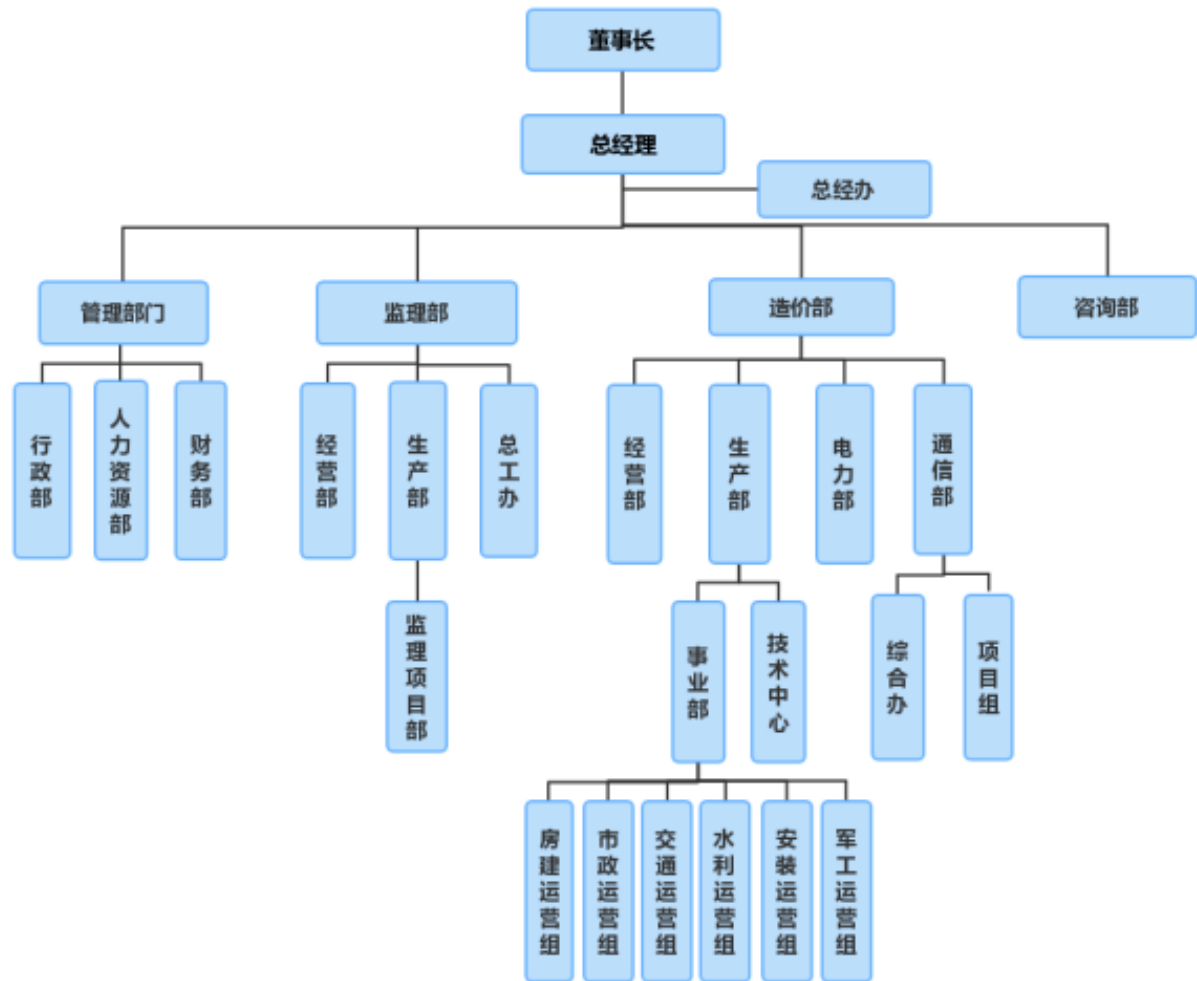 董事长
总经理
总经办
管理部门
监理部
造价部
咨询部
行政部
人力资源部
财务部
经营部
生产部
总工办
经营部
生产部
电力部
通信部
监理项目部
事业部
技术中心
综合办
项目组
房建运营组
市政运营组
交通运营组
水利运营组
安装运营组
军工运营组